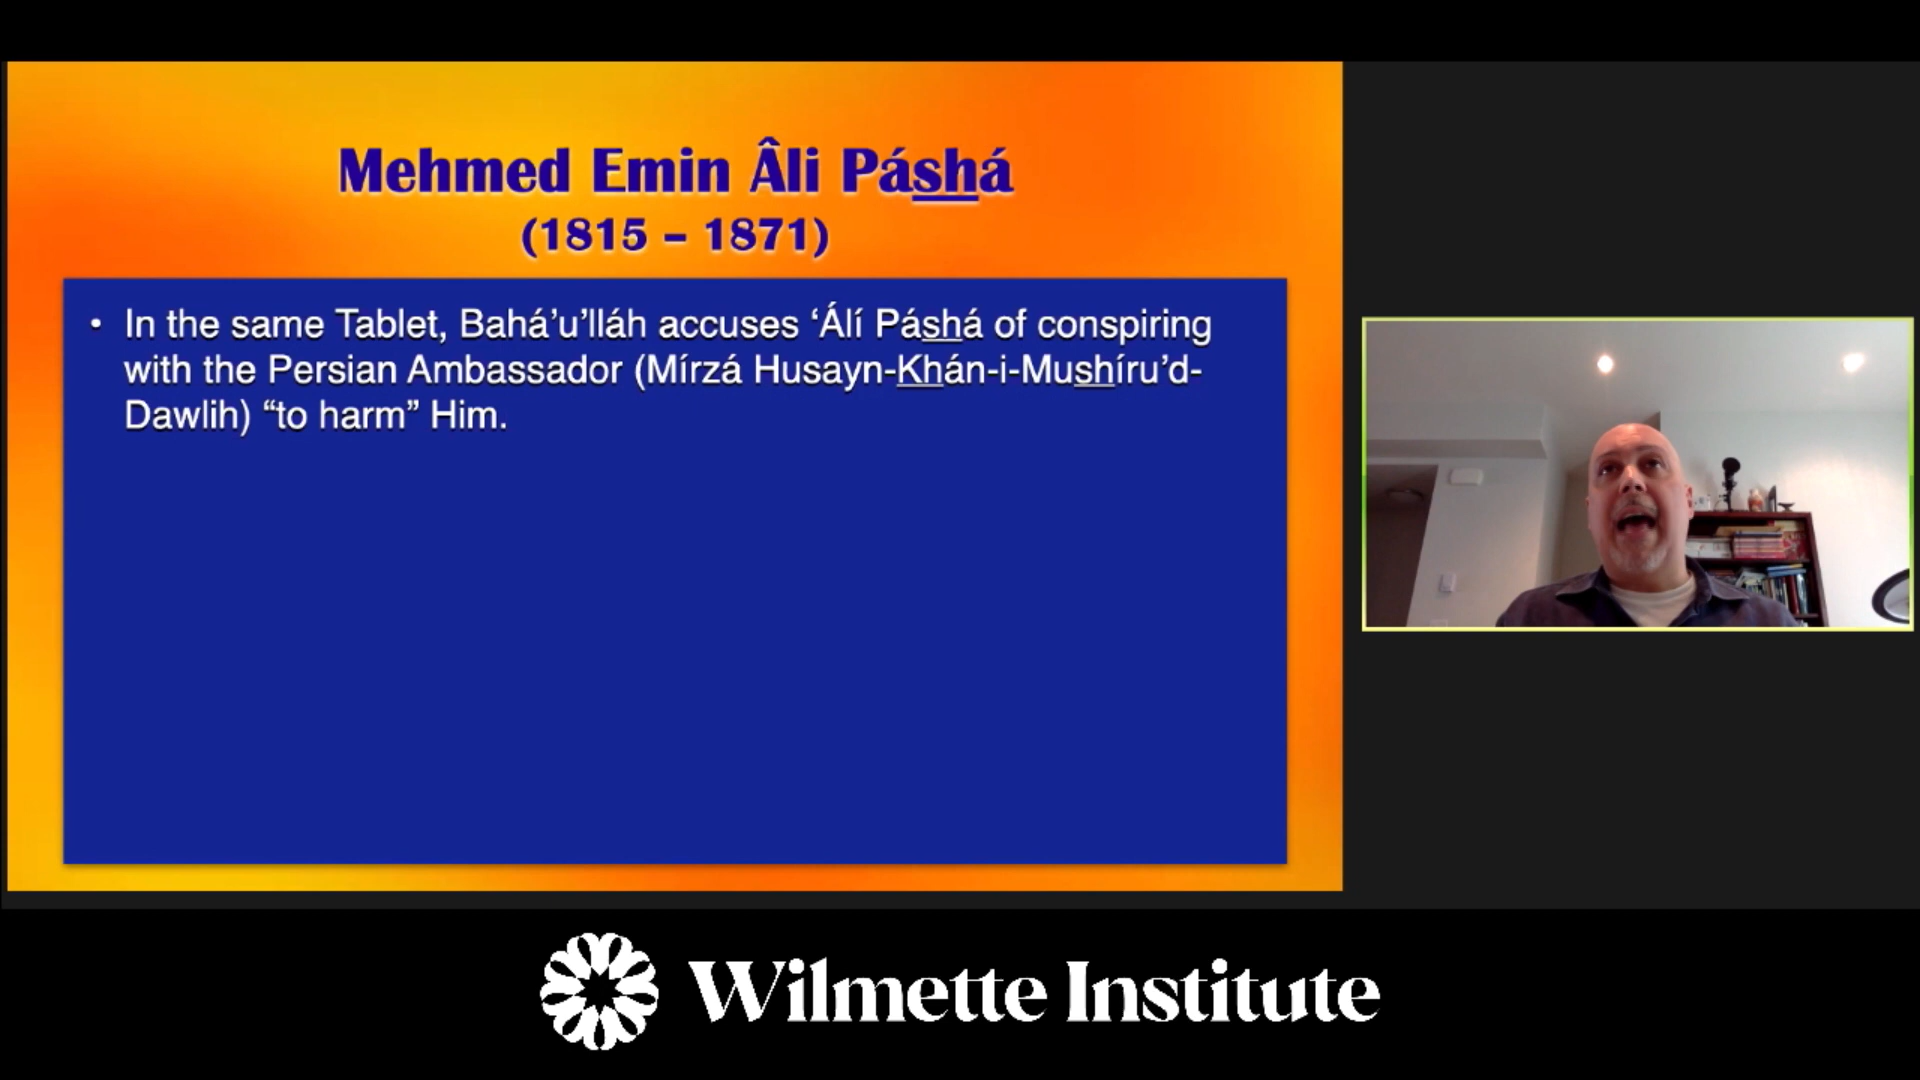 Mehmed Emin Âli Páshá
(1815 – 1871)
• In the same Tablet, Bahá’u’lláh accuses ‘Álí Páshá of conspiring
with the Persian Ambassador (Mírzá Husayn-Khán-i-Mushíru’d-
Dawlih) “to harm” Him.
Wilmette Institute